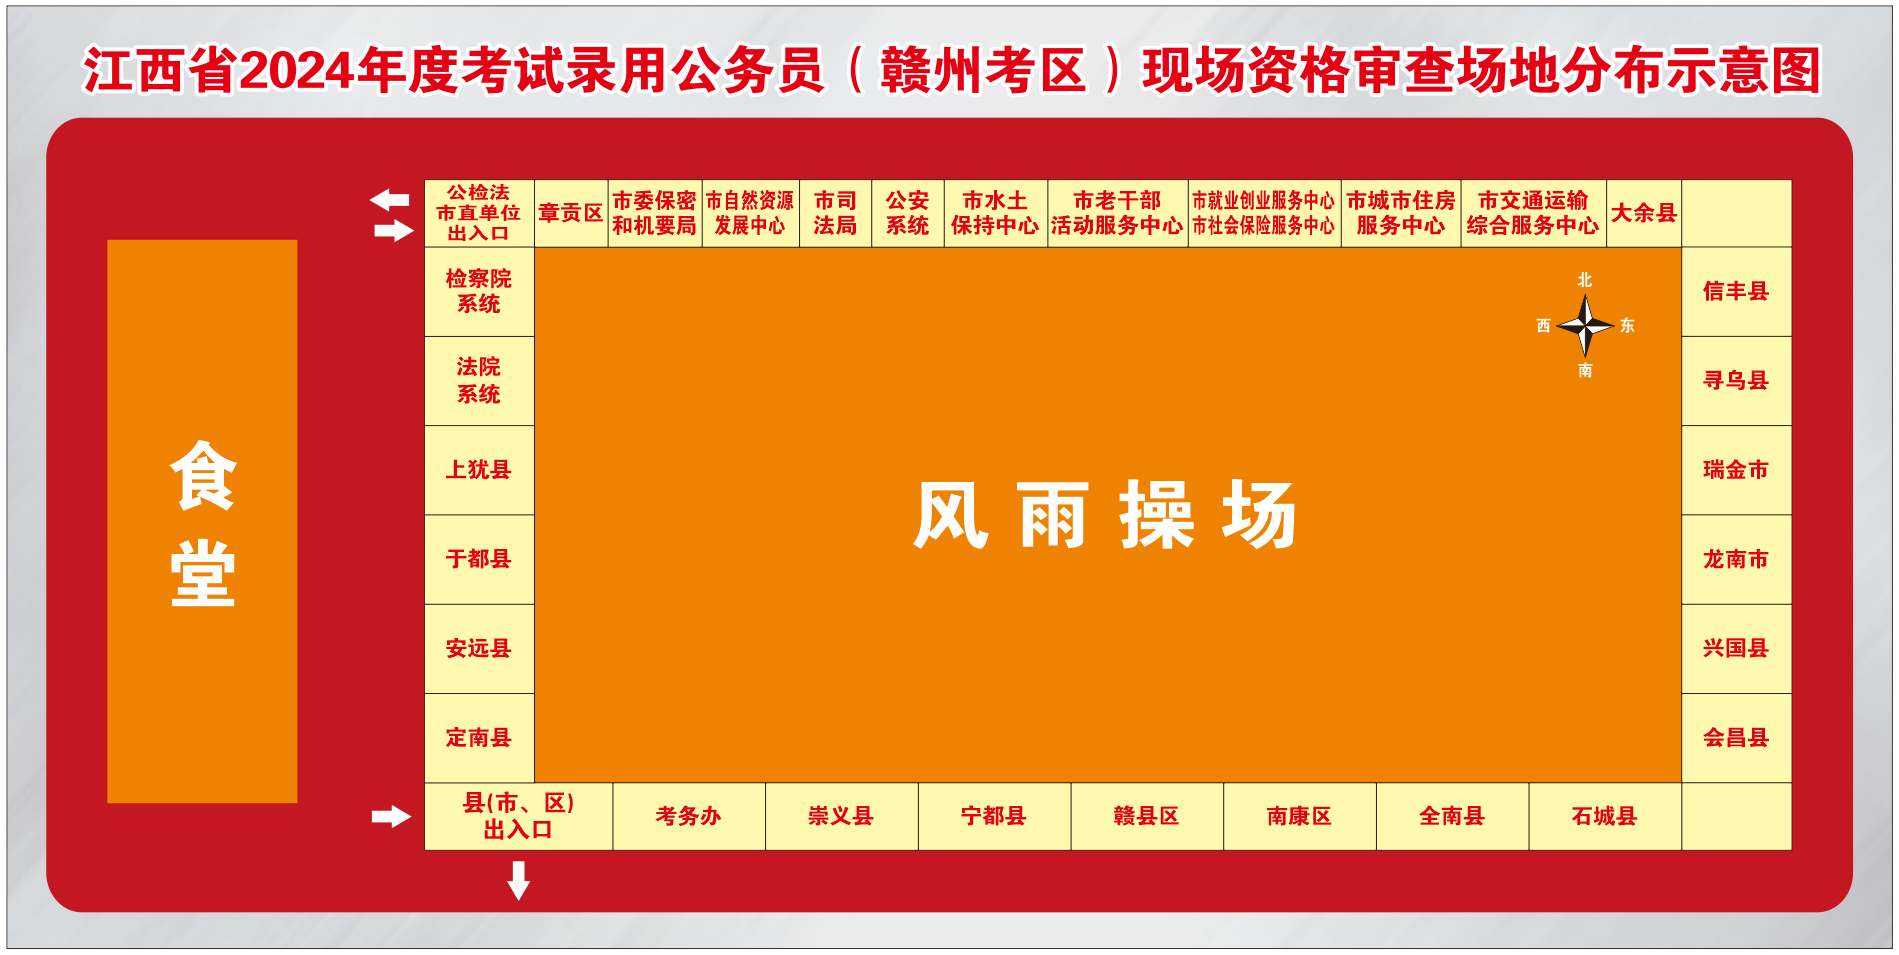 江西省2024年度考试录用公务员（赣州考区）现场资格审查场地分布示意图
公检法
市直单位
出入口
章贡区
市委保密
和机要局
市自然资源
发展中心
市司
法局
公安
系统
市水土
保持中心
市老干部
活动服务中心
市就业创业服务中心
市社会保险服务中心
市城市住房
服务中心
市交通运输
综合服务中心
大余县
检察院
系统
法院
系统
上犹县
于都县
安远县
定南县
食
堂
风雨操场
北
西
东
南
信丰县
寻乌县
瑞金市
龙南市
兴国县
会昌县
县(市、区)
出入口
考务办
崇义县
宁都县
赣县区
南康区
全南县
石城县